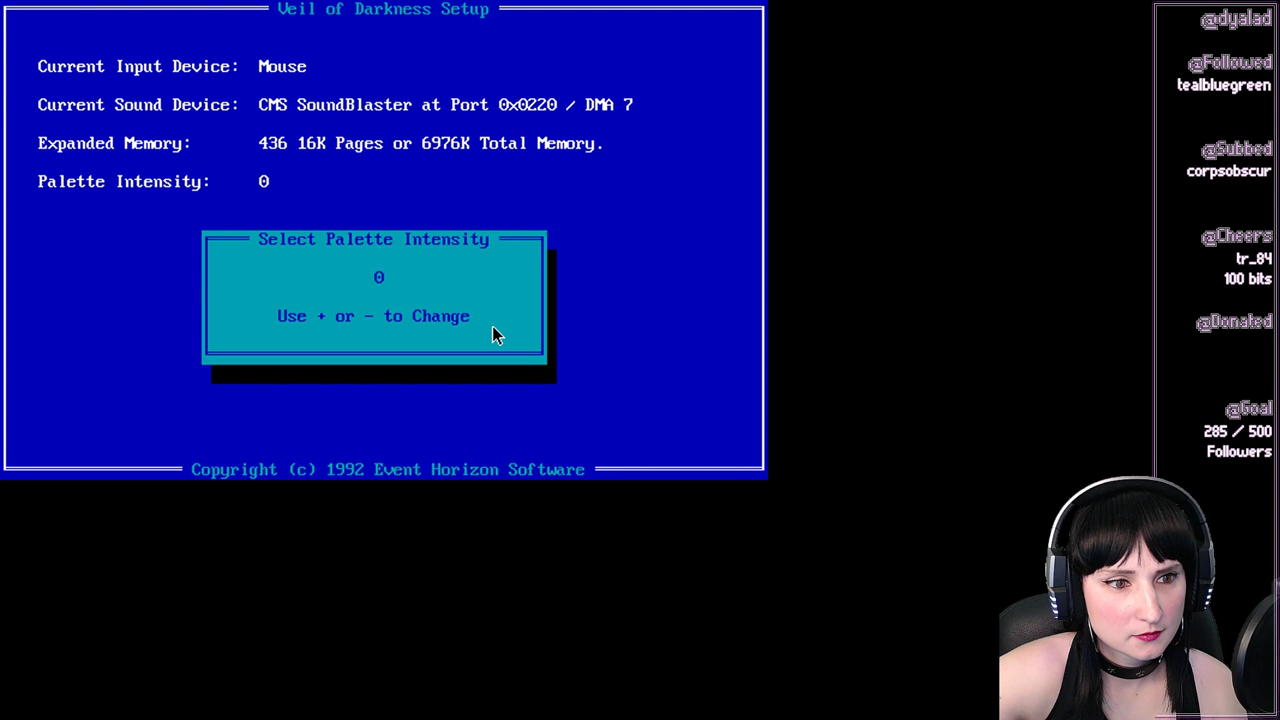 Veil of Darkness Setup
Current Input Device: Mouse
Current Sound Device: CMS SoundBlaster at Port 0x0220 / DMA 7
Expanded Memory: 436 16K Pages or 6976K Total Memory.
Palette Intensity: 0
Select Palette Intensity
0
Use + or - to Change
Copyright (c) 1992 Event Horizon Software
@dyalad
@Followed
tealbluegreen
@Subbed
corpsobscur
@Cheers
tr_84
100 bits
@Donated
@Goal
285 / 500
Followers